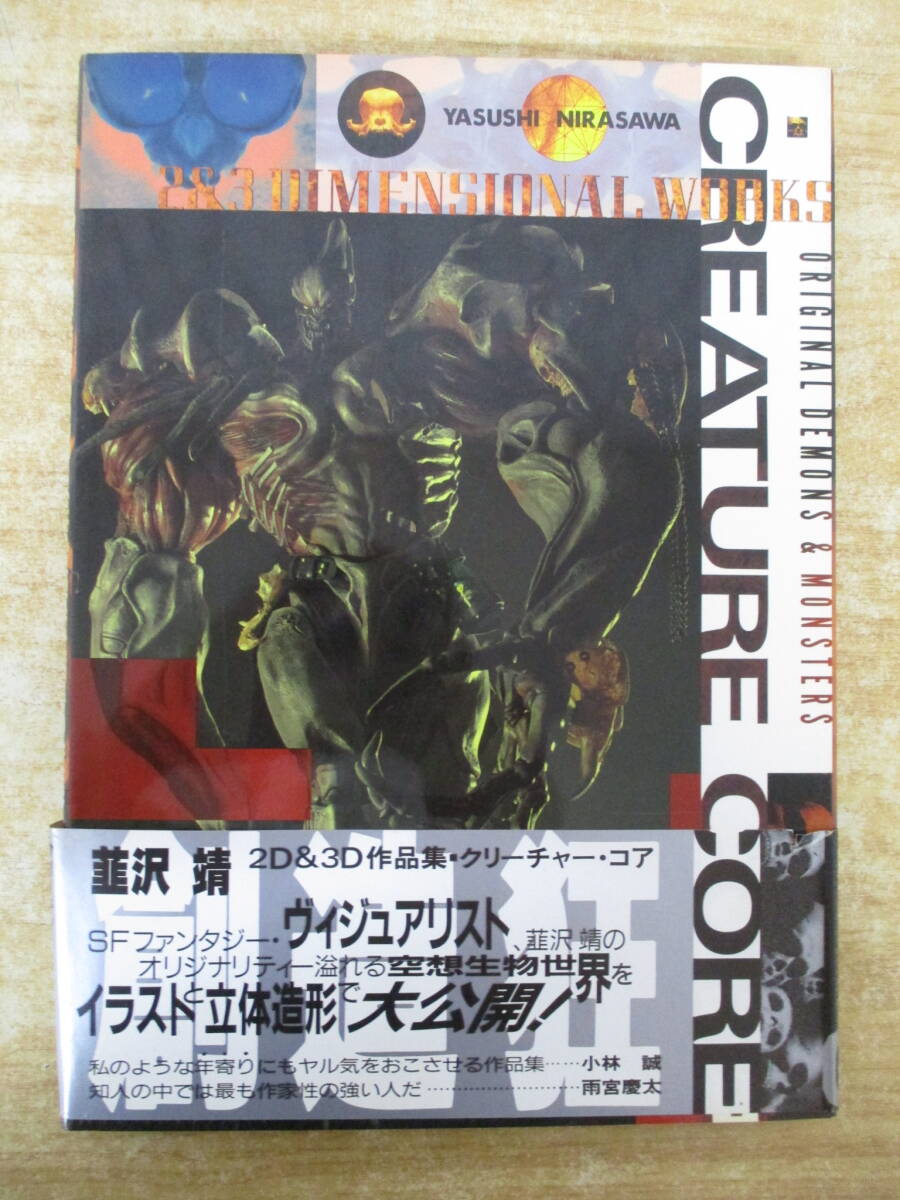 YASUSHI NIRASAWA
2&3 DIMENSIONAL WORKS
CREATURE CORE
ORIGINAL DEMONS & MONSTERS
創造狂
韮沢 靖 2D&3D作品集・クリーチャー・コア
SFファンタジー・ヴィジュアリスト、韮沢 靖の
オリジナリティー溢れる空想生物世界を
イラストと立体造形で大公開!
私のような年寄りにもヤル気をおこさせる作品集……小林 誠
知人の中では最も作家性の強い人だ……………………雨宮慶太